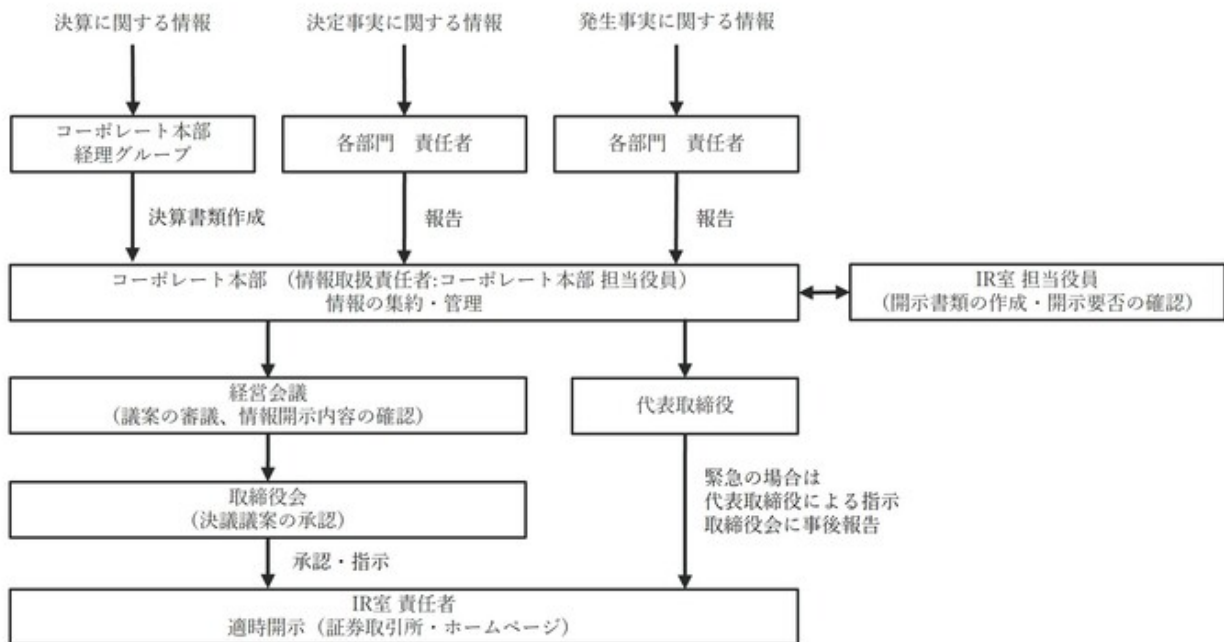 決算に関する情報
決定事実に関する情報
発生事実に関する情報
コーポレート本部
経理グループ
各部門　責任者
各部門　責任者
決算書類作成
報告
報告
コーポレート本部　（情報取扱責任者:コーポレート本部 担当役員）
情報の集約・管理
IR室 担当役員
（開示書類の作成・開示要否の確認）
経営会議
（議案の審議、情報開示内容の確認）
代表取締役
緊急の場合は
代表取締役による指示
取締役会に事後報告
取締役会
（決議議案の承認）
承認・指示
IR室 責任者
適時開示（証券取引所・ホームページ）